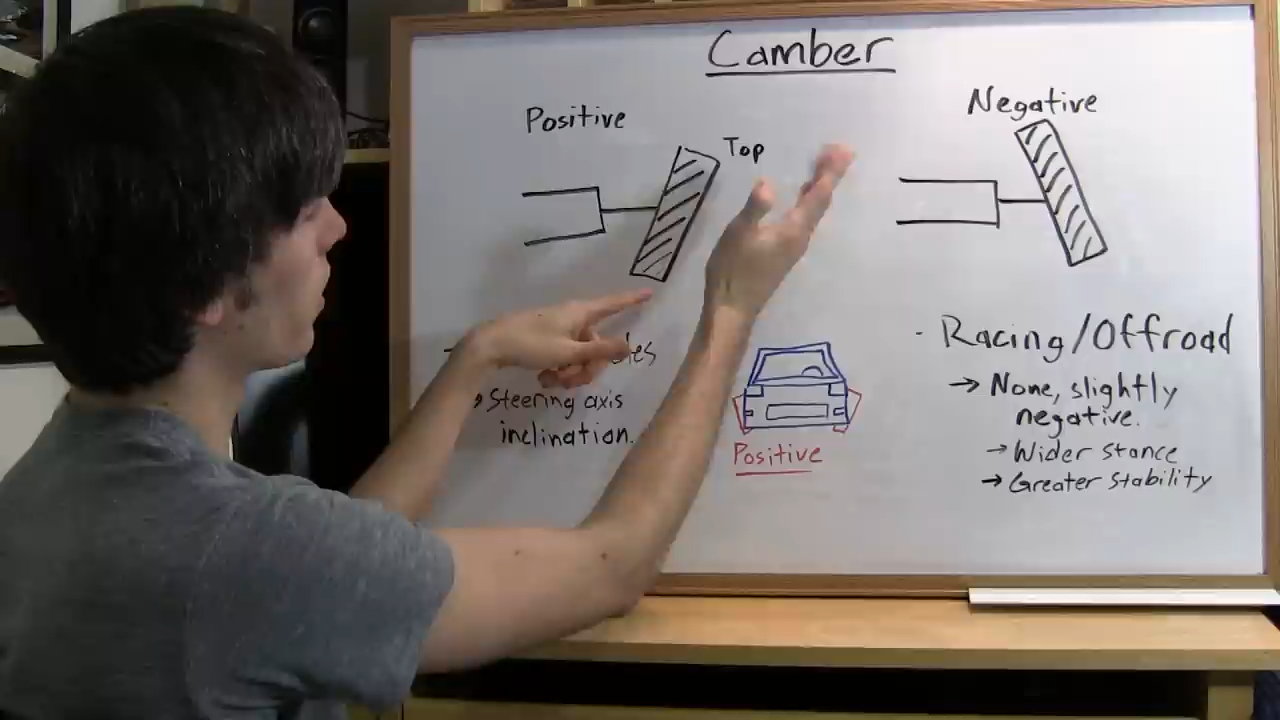 Camber
Positive
Negative
Top
Steering axis
inclination.
Positive
Racing/Offroad
→ None, slightly
negative.
→ Wider stance
→ Greater stability